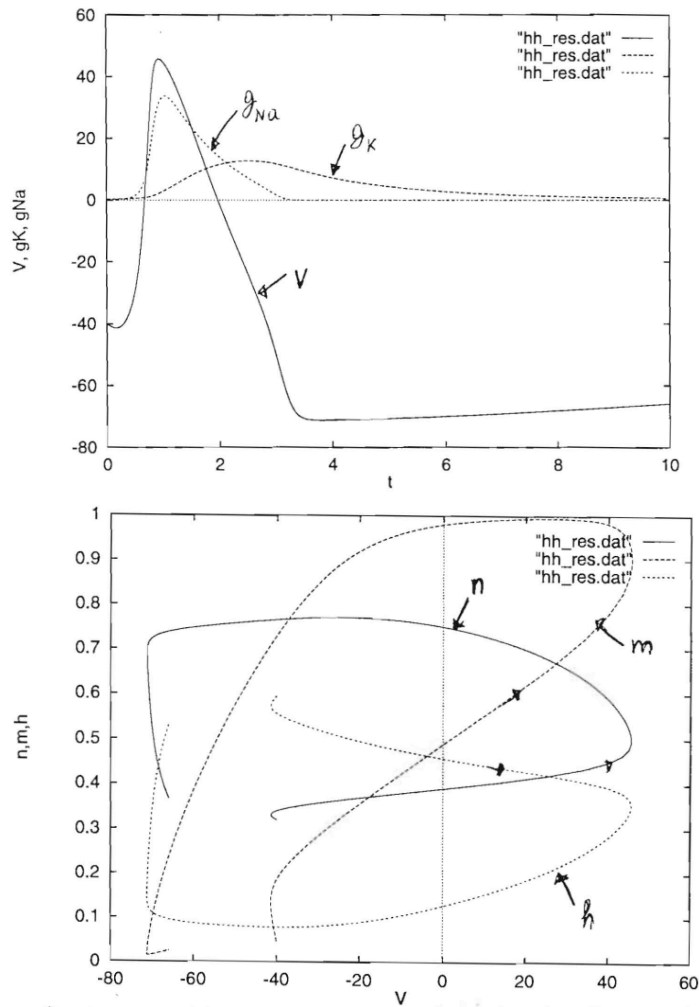 60
40
20
0
-20
-40
-60
-80
V, gK, gNa
"hh_res.dat"
"hh_res.dat"
"hh_res.dat"
g_Na
g_K
V
0 2 4 6 8 10
t
1
0.9
0.8
0.7
0.6
0.5
0.4
0.3
0.2
0.1
0
n,m,h
"hh_res.dat"
"hh_res.dat"
"hh_res.dat"
n
m
h
-80 -60 -40 -20 0 20 40 60
V